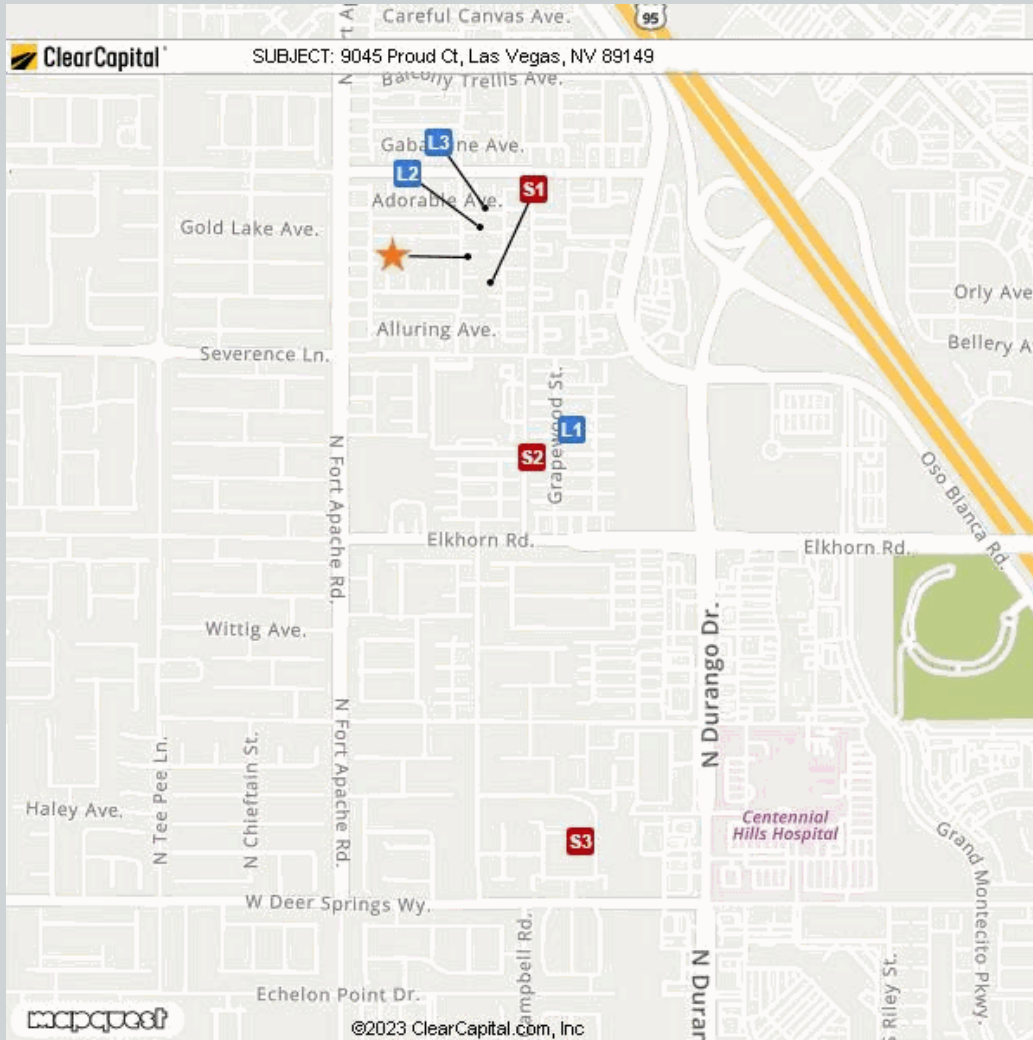 Careful Canvas Ave.
95
ClearCapital
SUBJECT: 9045 Proud Ct, Las Vegas, NV 89149
Balcony Trellis Ave.
L3
Gaba ne Ave.
L2
S1
Adorable Ave.
Gold Lake Ave.
Orly Ave
Alluring Ave.
Bellery A
Severence Ln.
Grapewood St.
L1
S2
N Fort Apache Rd.
Oso Blanca Rd.
Elkhorn Rd.
Elkhorn Rd.
Wittig Ave.
N Durango Dr.
N Fort Apache Rd.
N Tee Pee Ln.
N Chieftain St.
Haley Ave.
Centennial
Hills Hospital
S3
Grand Montecito Pkwy.
W Deer Springs Wy.
ampbell Rd.
N Duran
s Riley St.
Echelon Point Dr.
mapquest
©2023 ClearCapital.com, Inc